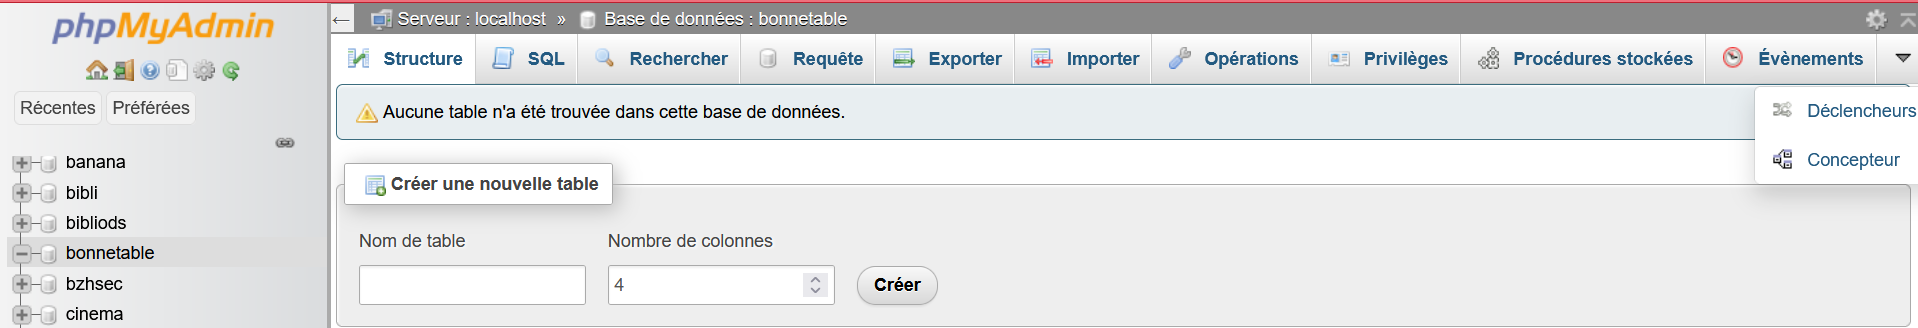 phpMyAdmin
Récentes Préférées
banana
bibli
bibliods
bonnetable
bzhsec
cinema
Serveur : localhost » Base de données : bonnetable
Structure SQL Rechercher Requête Exporter Importer Opérations Privilèges Procédures stockées Évènements
Déclencheurs
Concepteur
Aucune table n'a été trouvée dans cette base de données.
Créer une nouvelle table
Nom de table Nombre de colonnes
4 Créer